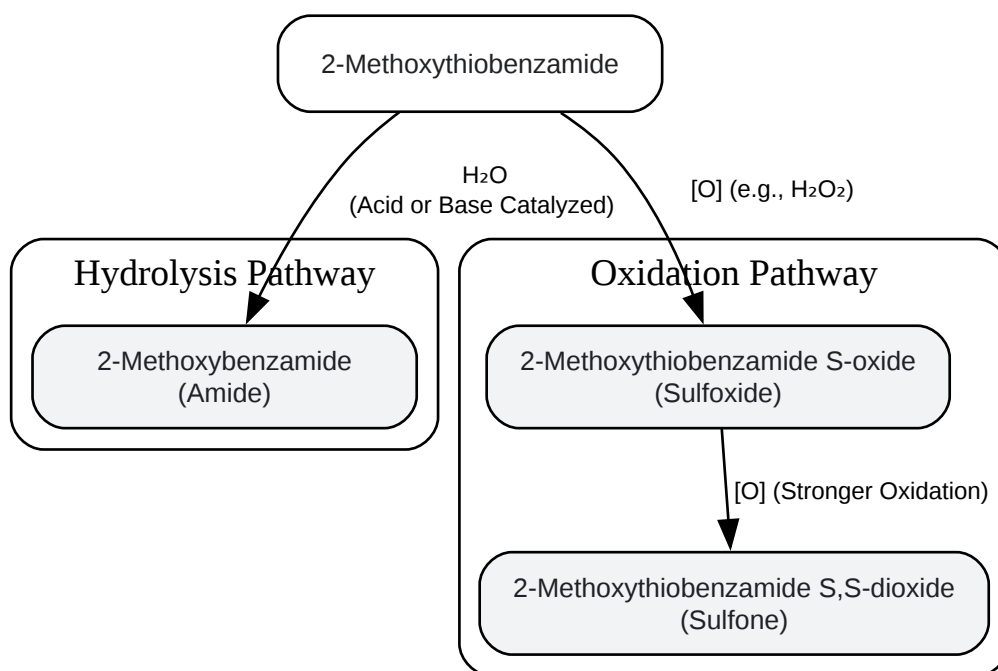 2-Methoxythiobenzamide
H₂O
(Acid or Base Catalyzed)
[O] (e.g., H₂O₂)
Hydrolysis Pathway
Oxidation Pathway
2-Methoxybenzamide
(Amide)
2-Methoxythiobenzamide S-oxide
(Sulfoxide)
[O] (Stronger Oxidation)
2-Methoxythiobenzamide S,S-dioxide
(Sulfone)